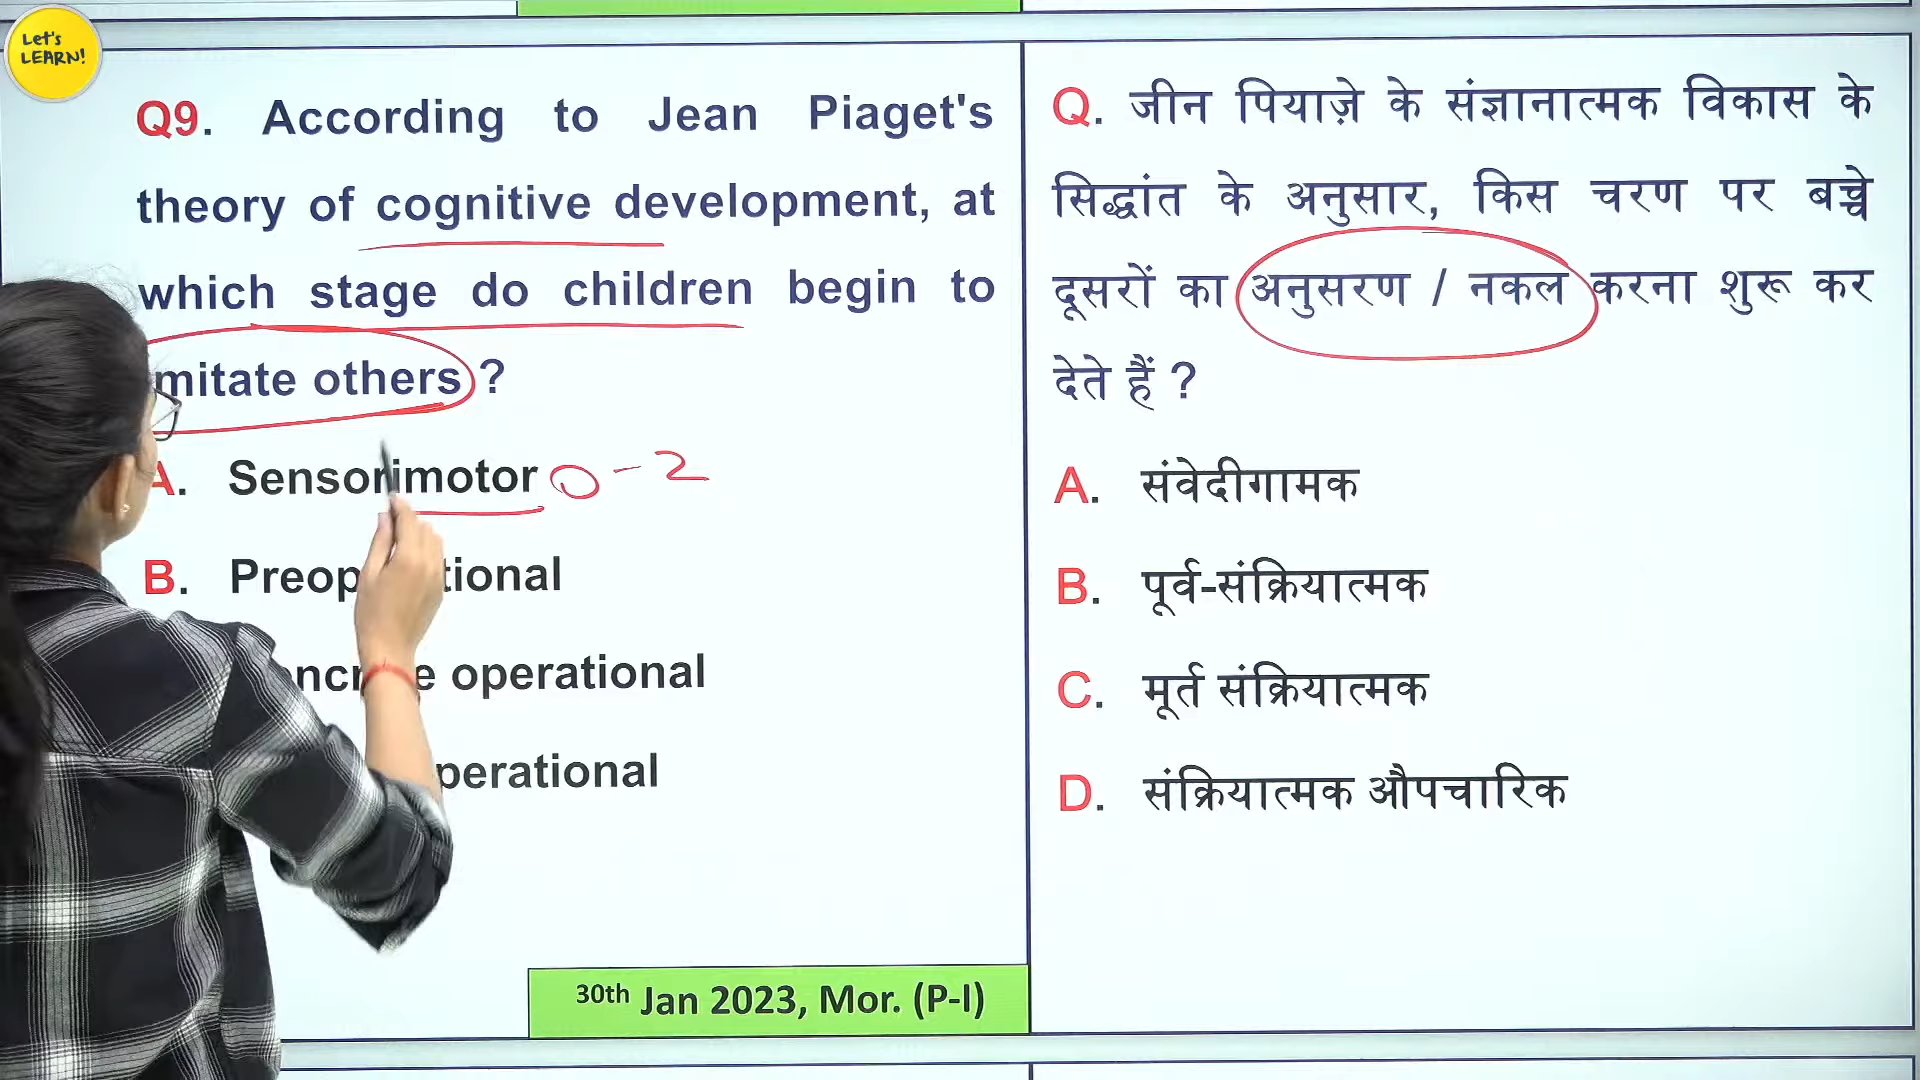 Let's
LEARN!
Q9. According to Jean Piaget's
theory of cognitive development, at
which stage do children begin to
mitate others ?
A. Sensorimotor 0-2
B. Preop tional
operational
perational
30th Jan 2023, Mor. (P-I)
Q. जीन पियाज़े के संज्ञानात्मक विकास के
सिद्धांत के अनुसार, किस चरण पर बच्चे
दूसरों का अनुसरण / नकल करना शुरू कर
देते हैं ?
A. संवेदीगामक
B. पूर्व-संक्रियात्मक
C. मूर्त संक्रियात्मक
D. संक्रियात्मक औपचारिक